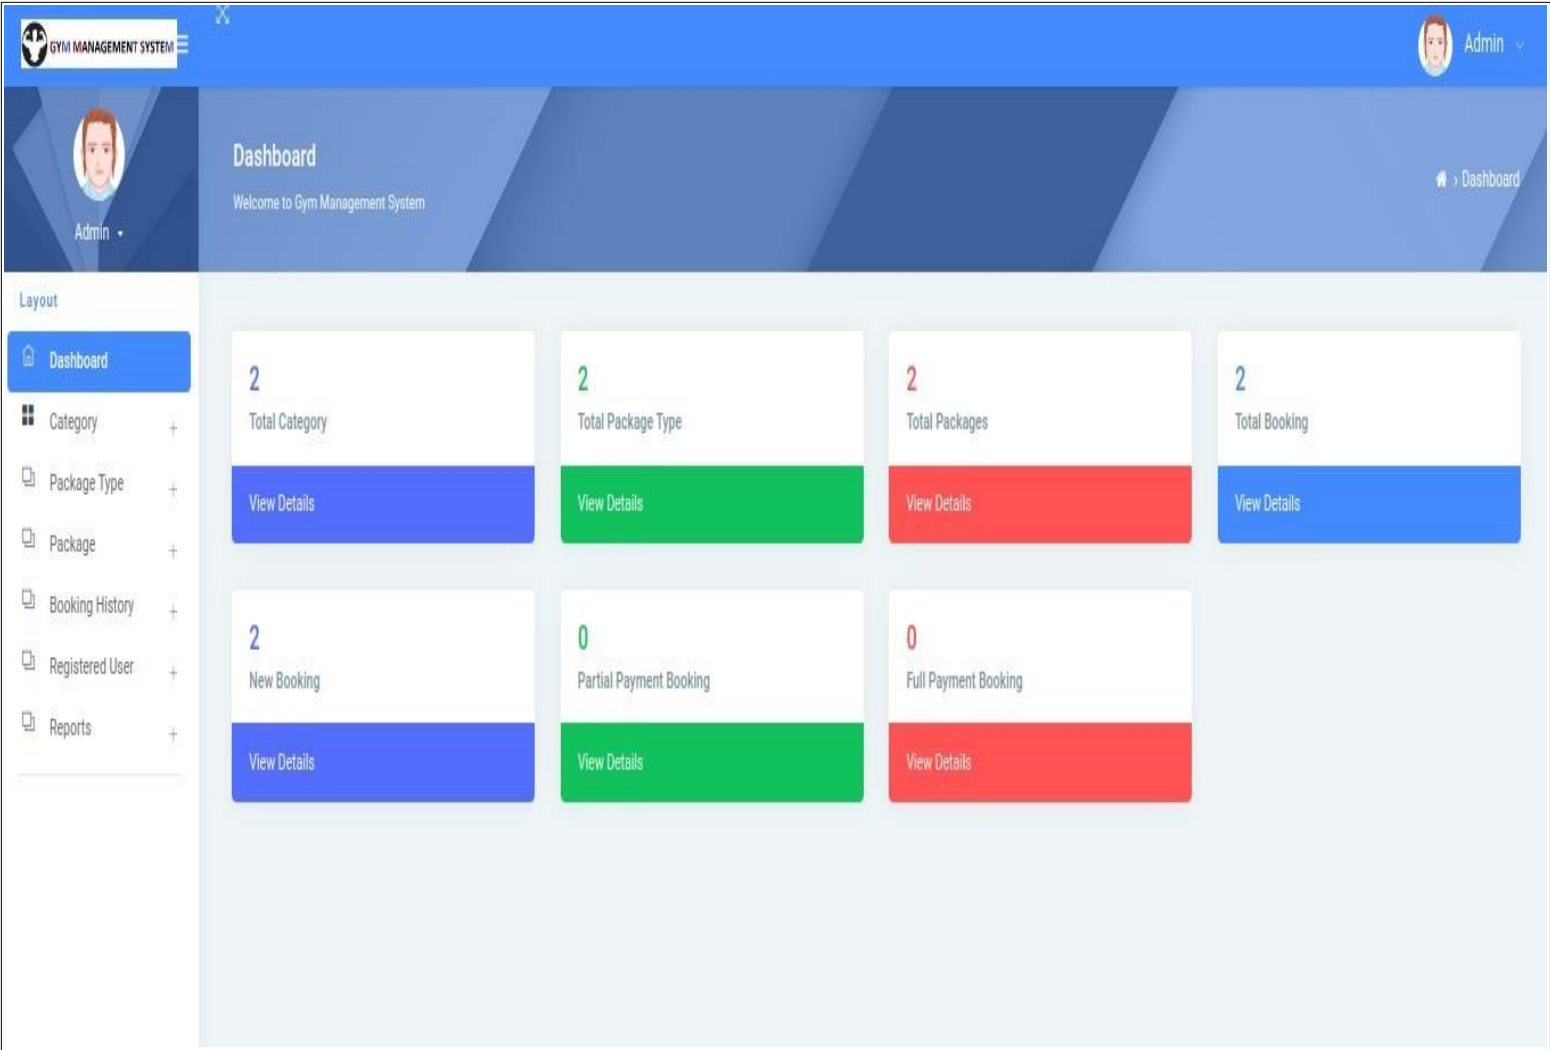 GYM MANAGEMENT SYSTEM
Admin
Admin
Dashboard
Welcome to Gym Management System
› Dashboard
Layout
Dashboard
Category +
Package Type +
Package +
Booking History +
Registered User +
Reports +
2
Total Category
View Details
2
Total Package Type
View Details
2
Total Packages
View Details
2
Total Booking
View Details
2
New Booking
View Details
0
Partial Payment Booking
View Details
0
Full Payment Booking
View Details